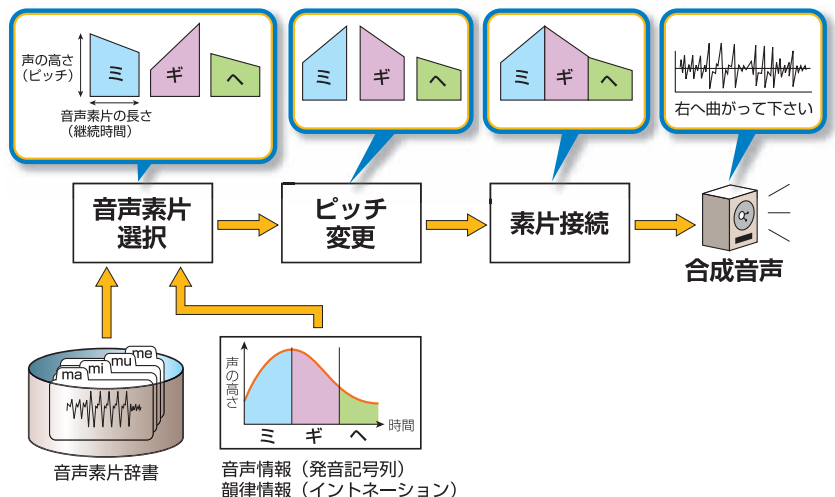 声の高さ
（ピッチ）
ミ
ギ
ヘ
音声素片の長さ
（継続時間）
ミ
ギ
ヘ
ミ
ギ
ヘ
右へ曲がって下さい
音声素片
選択
ピッチ
変更
素片接続
合成音声
me
mu
mi
ma
音声素片辞書
声の高さ
時間
ミ
ギ
ヘ
音声情報（発音記号列）
韻律情報（イントネーション）